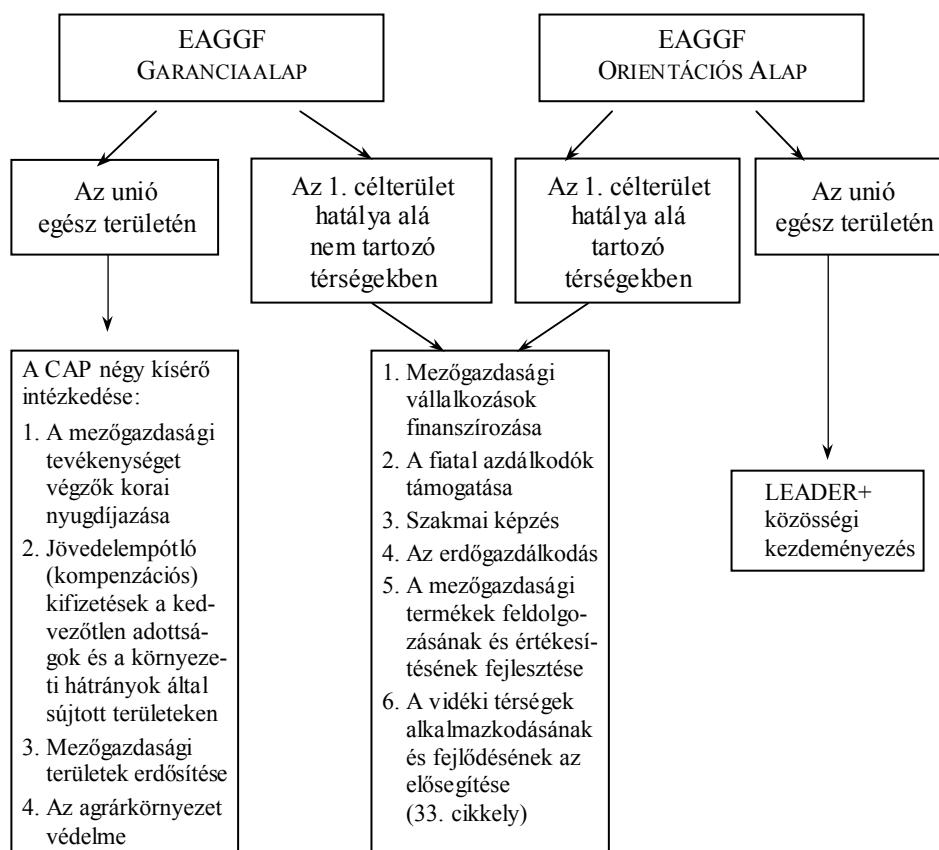 EAGGF
GARANCIAALAP
EAGGF
ORIENTÁCIÓS ALAP
Az unió
egész területén
Az 1. célterület
hatálya alá
nem tartozó
térségekben
Az 1. célterület
hatálya alá
tartozó
térségekben
Az unió
egész területén
A CAP négy kísérő
intézkedése:
1. A mezőgazdasági
tevékenységet
végzők korai
nyugdíjazása
2. Jövedelempótló
(kompenzációs)
kifizetések a ked-
vezőtlen adottsá-
gok és a környeze-
ti hátrányok által
sújtott területeken
3. Mezőgazdasági
területek erdősítése
4. Az agrárkörnyezet
védelme
1. Mezőgazdasági
vállalkozások
finanszírozása
2. A fiatal azdálkodók
támogatása
3. Szakmai képzés
4. Az erdőgazdálkodás
5. A mezőgazdasági
termékek feldolgo-
zásának és értékesí-
tésének fejlesztése
6. A vidéki térségek
alkalmazkodásának
és fejlődésének az
elősegítése
(33. cikkely)
LEADER+
közösségi
kezdeményezés